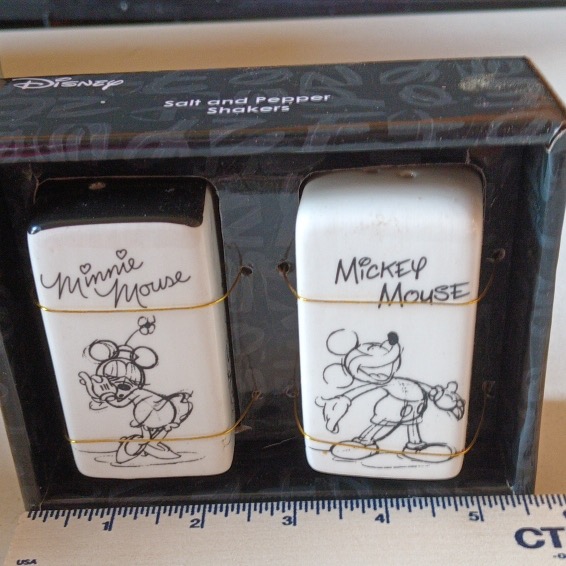 Disney
Salt and Pepper
Shakers
Minnie
Mouse
Mickey
Mouse
1 2 3 4 5
CT
USA